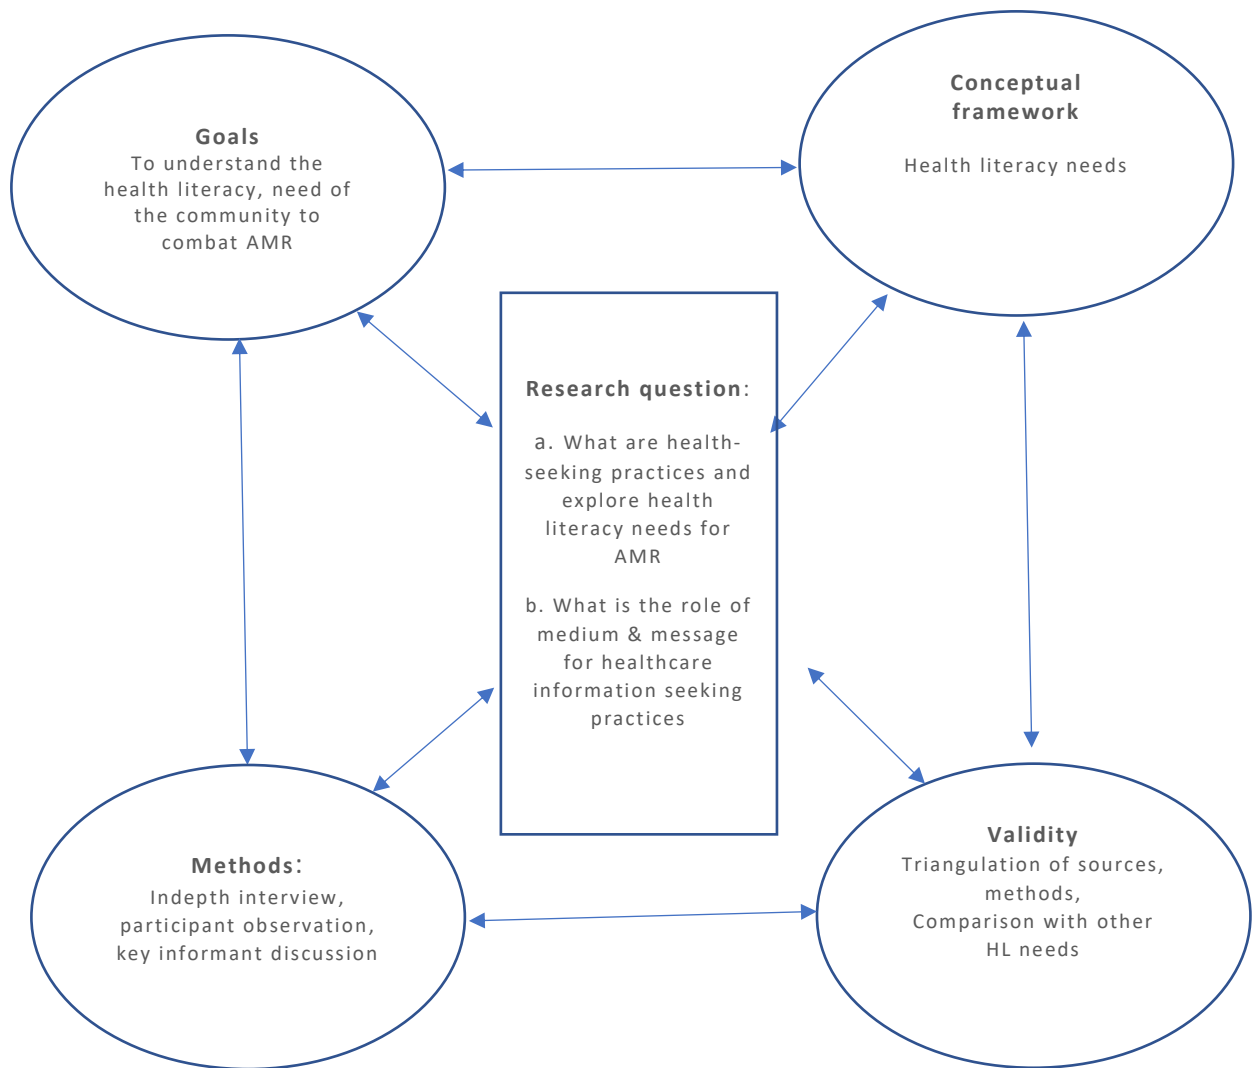 Goals
To understand the
health literacy, need of
the community to
combat AMR
Conceptual
framework
Health literacy needs
Research question:
a. What are health-
seeking practices and
explore health
literacy needs for
AMR
b. What is the role of
medium & message
for healthcare
information seeking
practices
Methods:
Indepth interview,
participant observation,
key informant discussion
Validity
Triangulation of sources,
methods,
Comparison with other
HL needs